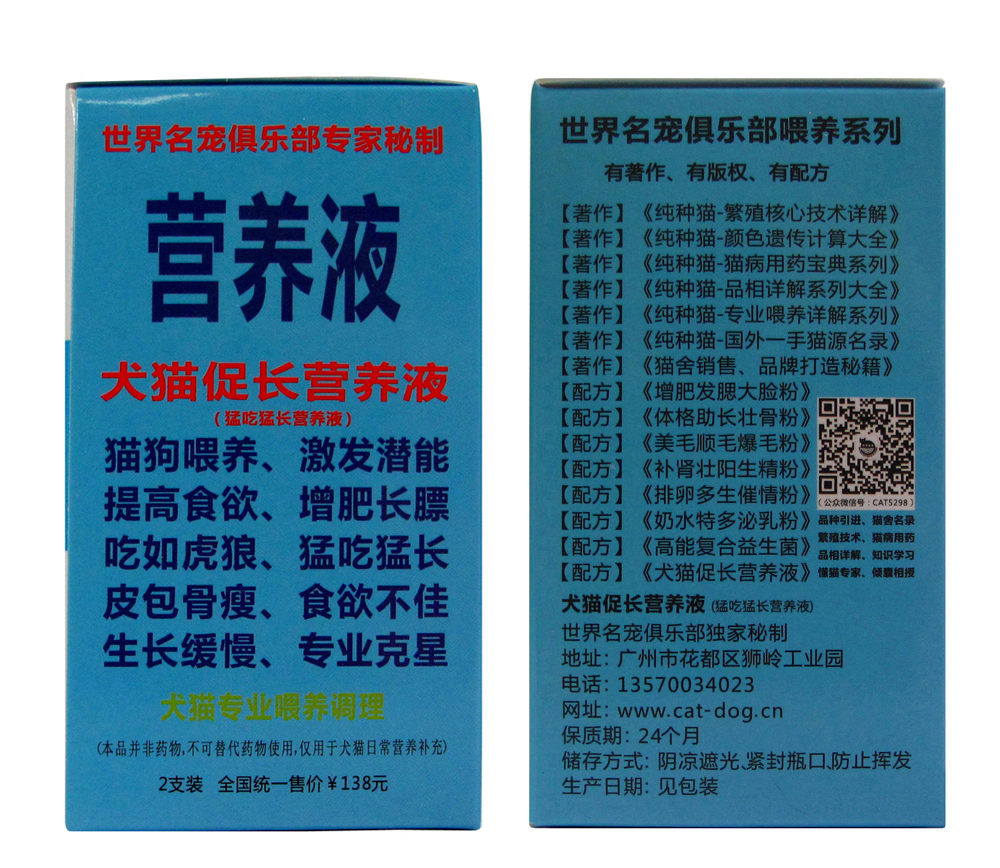 世界名宠俱乐部专家秘制
营养液
犬猫促长营养液
(猛吃猛长营养液)
猫狗喂养、激发潜能
提高食欲、增肥长膘
吃如虎狼、猛吃猛长
皮包骨瘦、食欲不佳
生长缓慢、专业克星
犬猫专业喂养调理
(本品并非药物,不可替代药物使用,仅用于犬猫日常营养补充)
2支装 全国统一售价¥138元
世界名宠俱乐部喂养系列
有著作、有版权、有配方
【著作】《纯种猫-繁殖核心技术详解》
【著作】《纯种猫-颜色遗传计算大全》
【著作】《纯种猫-猫病用药宝典系列》
【著作】《纯种猫-品相详解系列大全》
【著作】《纯种猫-专业喂养详解系列》
【著作】《纯种猫-国外一手猫源名录》
【著作】《猫舍销售、品牌打造秘籍》
【配方】《增肥发腮大脸粉》
【配方】《体格助长壮骨粉》
【配方】《美毛顺毛爆毛粉》
【配方】《补肾壮阳生精粉》
【配方】《排卵多生催情粉》
【配方】《奶水特多泌乳粉》
【配方】《高能复合益生菌》
【配方】《犬猫促长营养液》
(公众微信号:CAT5298)
品种引进、猫舍名录
繁殖技术、猫病用药
品相详解、知识学习
懂猫专家、倾囊相授
犬猫促长营养液 (猛吃猛长营养液)
世界名宠俱乐部独家秘制
地址:广州市花都区狮岭工业园
电话:13570034023
网址:www.cat-dog.cn
保质期:24个月
储存方式:阴凉遮光、紧封瓶口、防止挥发
生产日期:见包装